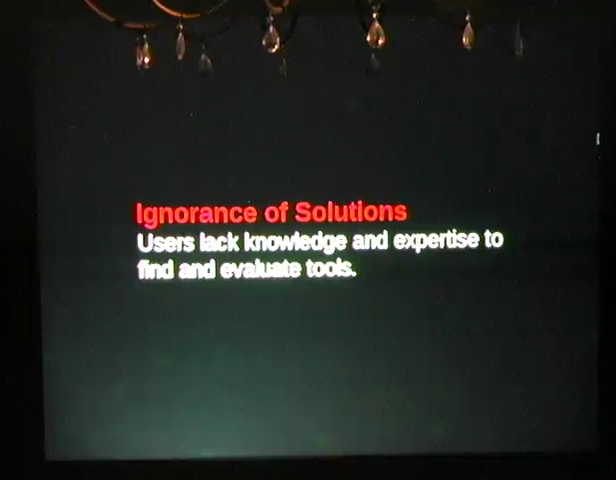 Ignorance of Solutions
Users lack knowledge and expertise to
find and evaluate tools.